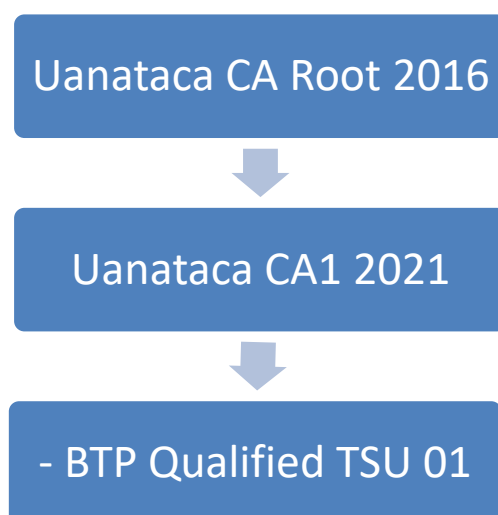 Uanataca CA Root 2016
Uanataca CA1 2021
- BTP Qualified TSU 01